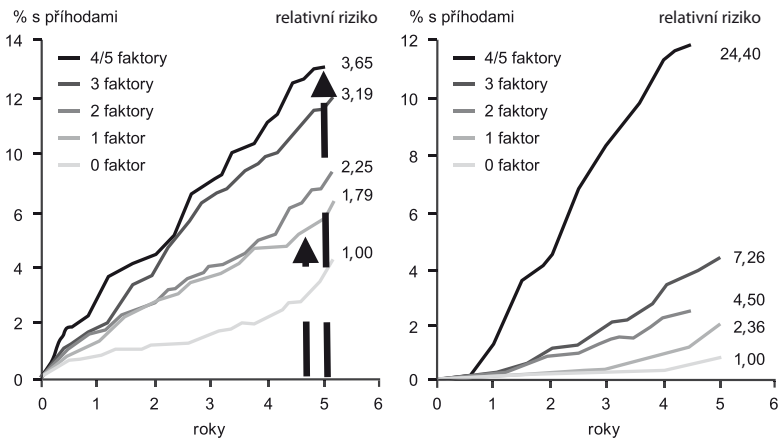 % s příhodami
relativní riziko
14
12
10
8
6
4
2
0
4/5 faktory
3 faktory
2 faktory
1 faktor
0 faktor
3,65
3,19
2,25
1,79
1,00
0 1 2 3 4 5 6
roky
% s příhodami
relativní riziko
12
10
8
6
4
2
0
4/5 faktory
3 faktory
2 faktory
1 faktor
0 faktor
24,40
7,26
4,50
2,36
1,00
0 1 2 3 4 5 6
roky